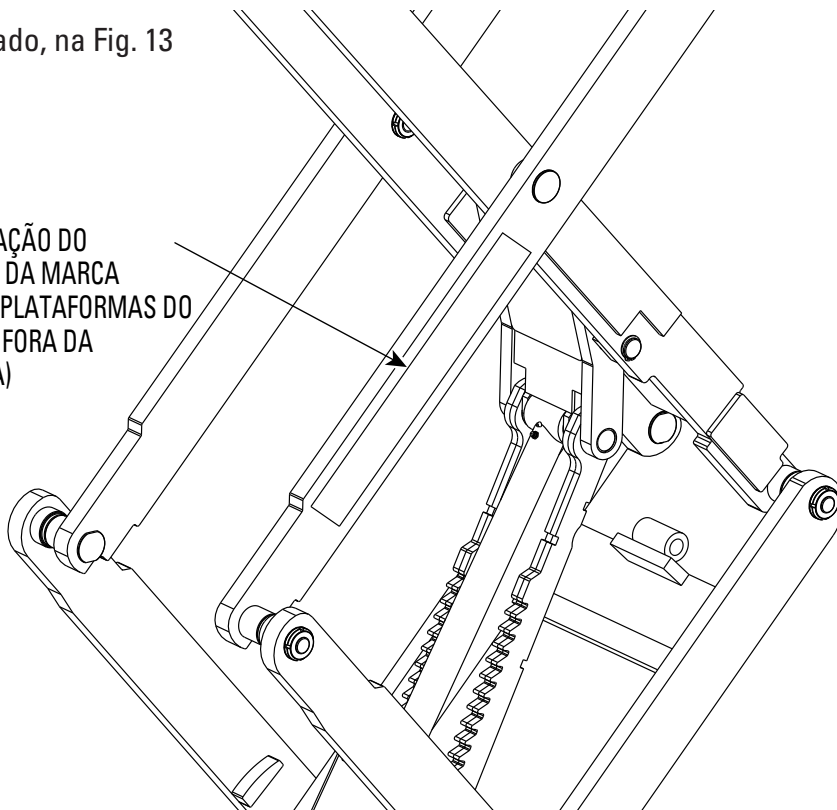 ado, na Fig. 13
AÇÃO DO
DA MARCA
PLATAFORMAS DO
FORA DA
A)